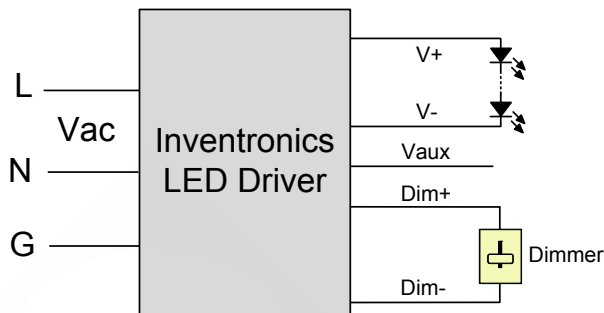 L
Vac
N
G
Inventronics
LED Driver
V+
V-
Vaux
Dim+
Dimmer
Dim-